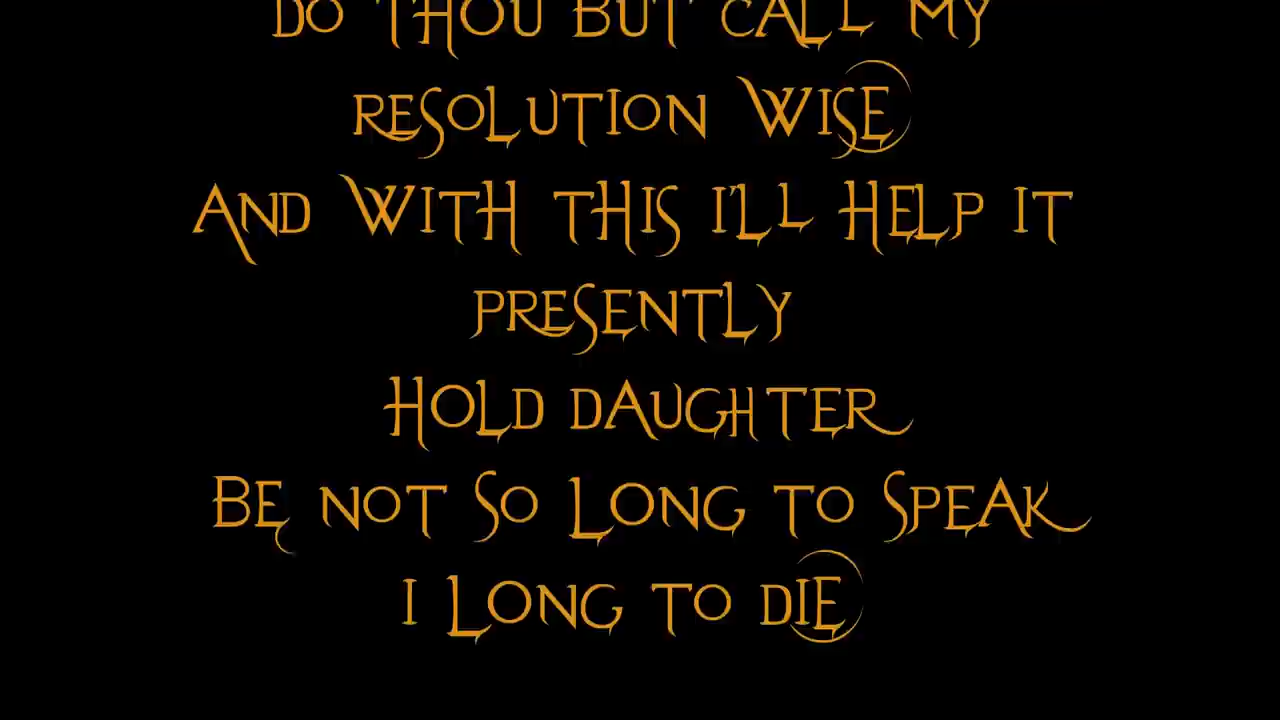 DO THOU BUT CALL MY
RESOLUTION WISE
AND WITH THIS I'LL HELP IT
PRESENTLY
HOLD DAUGHTER
BE NOT SO LONG TO SPEAK
I LONG TO DIE